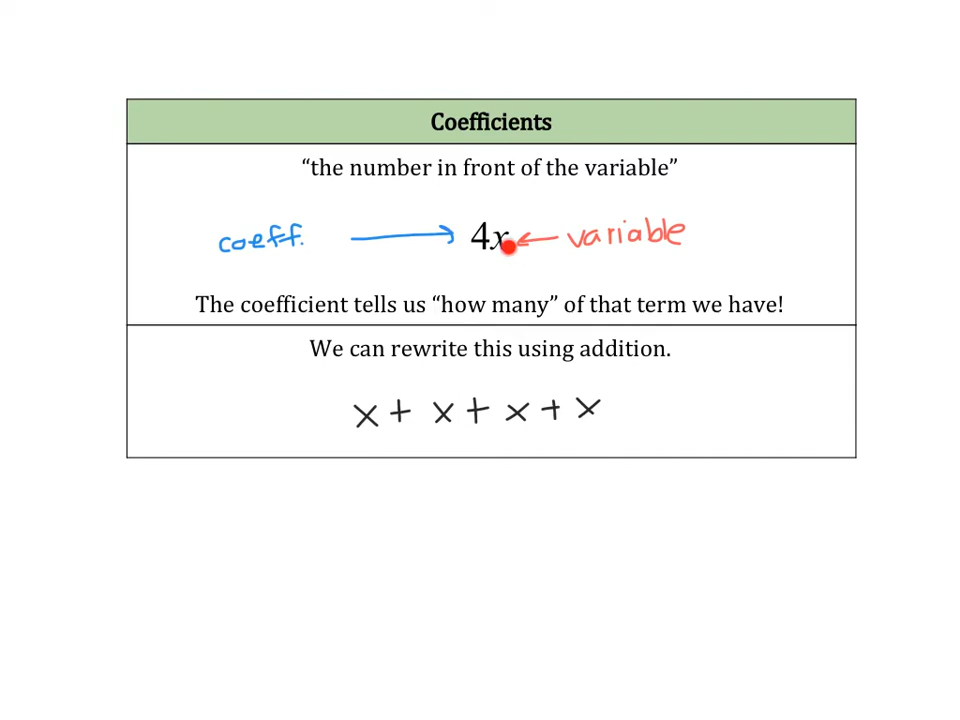 Coefficients
“the number in front of the variable”
coeff. → 4x ← variable
The coefficient tells us “how many” of that term we have!
We can rewrite this using addition.
x + x + x + x